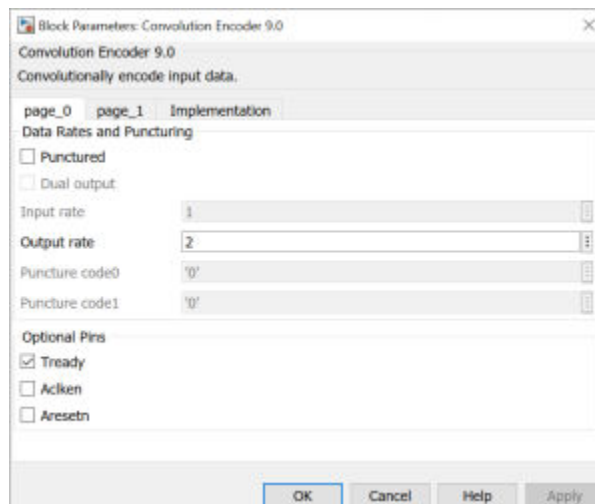 Block Parameters: Convolution Encoder 9.0
Convolution Encoder 9.0
Convolutionally encode input data.
page_0 page_1 Implementation
Data Rates and Puncturing
Punctured
Dual output
Input rate 1
Output rate 2
Puncture code0 '0'
Puncture code1 '0'
Optional Pins
Tready
Aclken
Aresetn
OK Cancel Help Apply